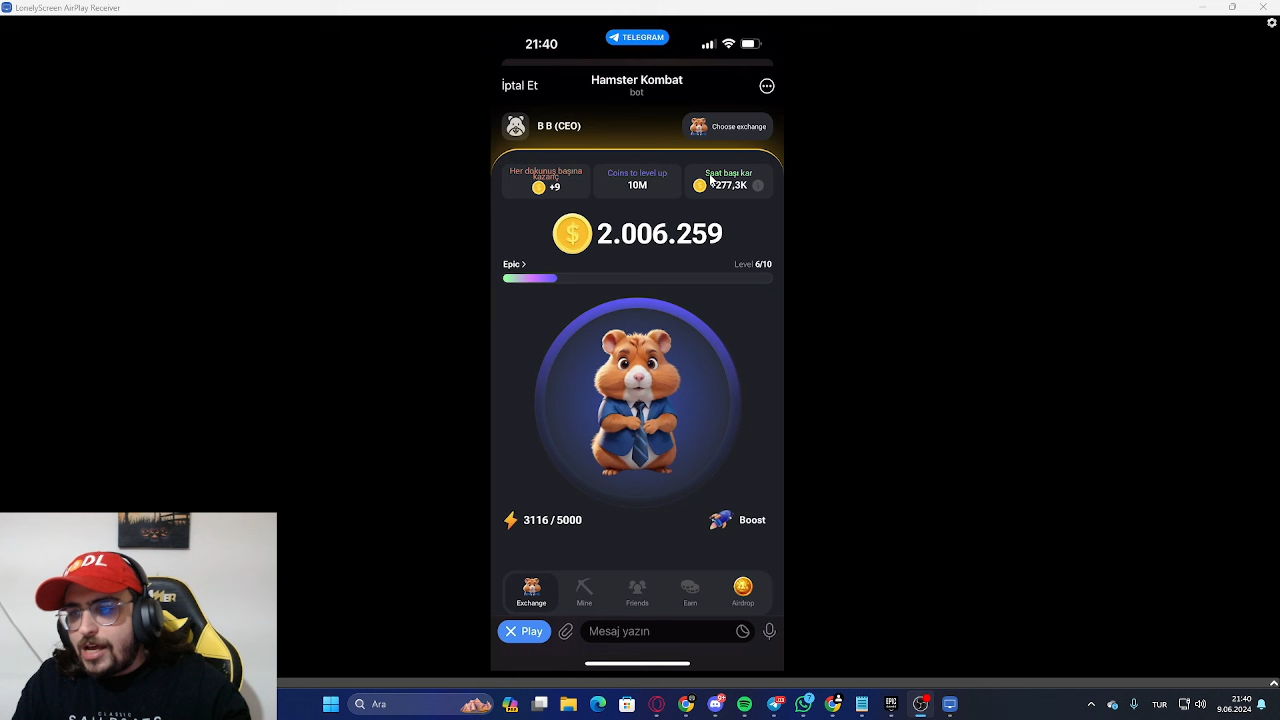 LonelyScreen AirPlay Receiver
21:40
TELEGRAM
İptal Et
Hamster Kombat
bot
B B (CEO)
Choose exchange
Her dokunuş başına
kazanç
+9
Coins to level up
10M
Saat başı kar
+277,3K
$
2.006.259
Epic >
Level 6/10
3116 / 5000
Boost
Exchange
Mine
Friends
Earn
Airdrop
Play
Mesaj yazın
DL
Ara
TUR
21:40
9.06.2024